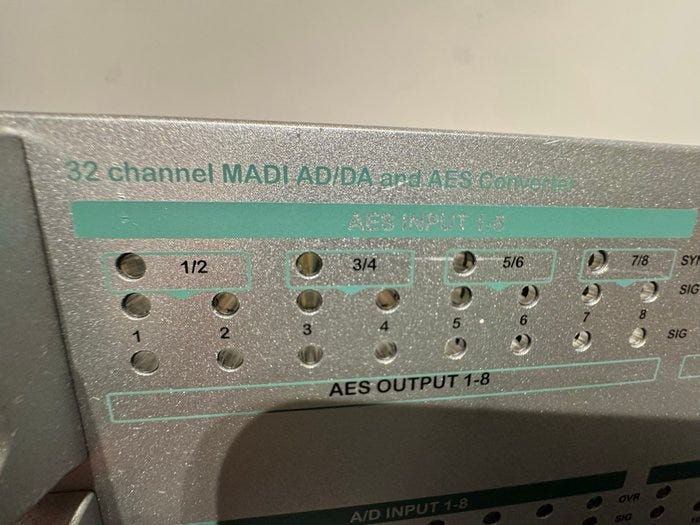 32 channel MADI AD/DA and AES Converter
AES INPUT 1-8
1/2 3/4 5/6 7/8 SYN
SIG
1 2 3 4 5 6 7 8
SIG
AES OUTPUT 1-8
A/D INPUT 1-8 OVR
SIG